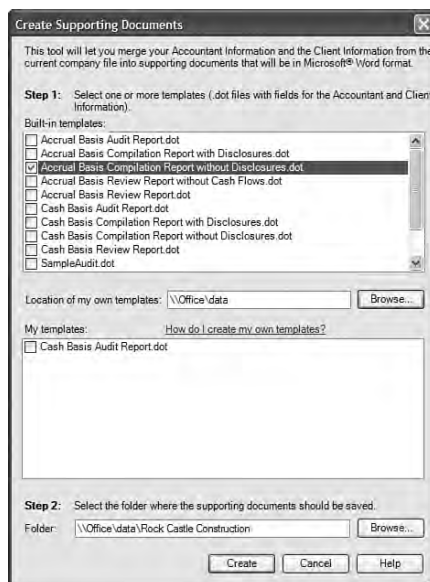 Create Supporting Documents
This tool will let you merge your Accountant Information and the Client Information from the
current company file into supporting documents that will be in Microsoft® Word format.
Step 1: Select one or more templates (.dot files with fields for the Accountant and Client
Information).
Built-in templates:
Accrual Basis Audit Report.dot
Accrual Basis Compilation Report with Disclosures.dot
Accrual Basis Compilation Report without Disclosures.dot
Accrual Basis Review Report without Cash Flows.dot
Accrual Basis Review Report.dot
Cash Basis Audit Report.dot
Cash Basis Compilation Report with Disclosures.dot
Cash Basis Compilation Report without Disclosures.dot
Cash Basis Review Report.dot
SampleAudit.dot
Location of my own templates: \\Office\data Browse...
My templates: How do I create my own templates?
Cash Basis Audit Report.dot
Step 2: Select the folder where the supporting documents should be saved.
Folder: \\Office\data\Rock Castle Construction Browse...
Create Cancel Help